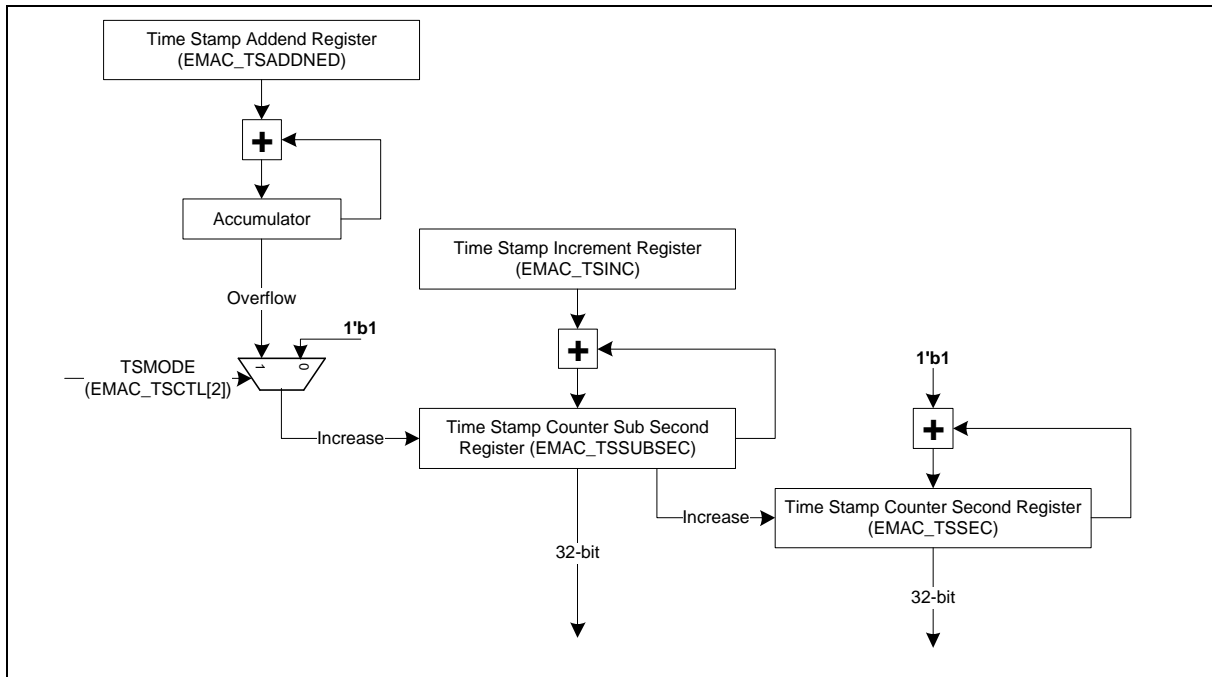 Time Stamp Addend Register
(EMAC_TSADDNED)
+
Accumulator
Time Stamp Increment Register
(EMAC_TSINC)
Overflow
1'b1
+
TSMODE
(EMAC_TSCTL[2])
1
0
1'b1
Increase
Time Stamp Counter Sub Second
Register (EMAC_TSSUBSEC)
+
Increase
Time Stamp Counter Second Register
(EMAC_TSSEC)
32-bit
32-bit